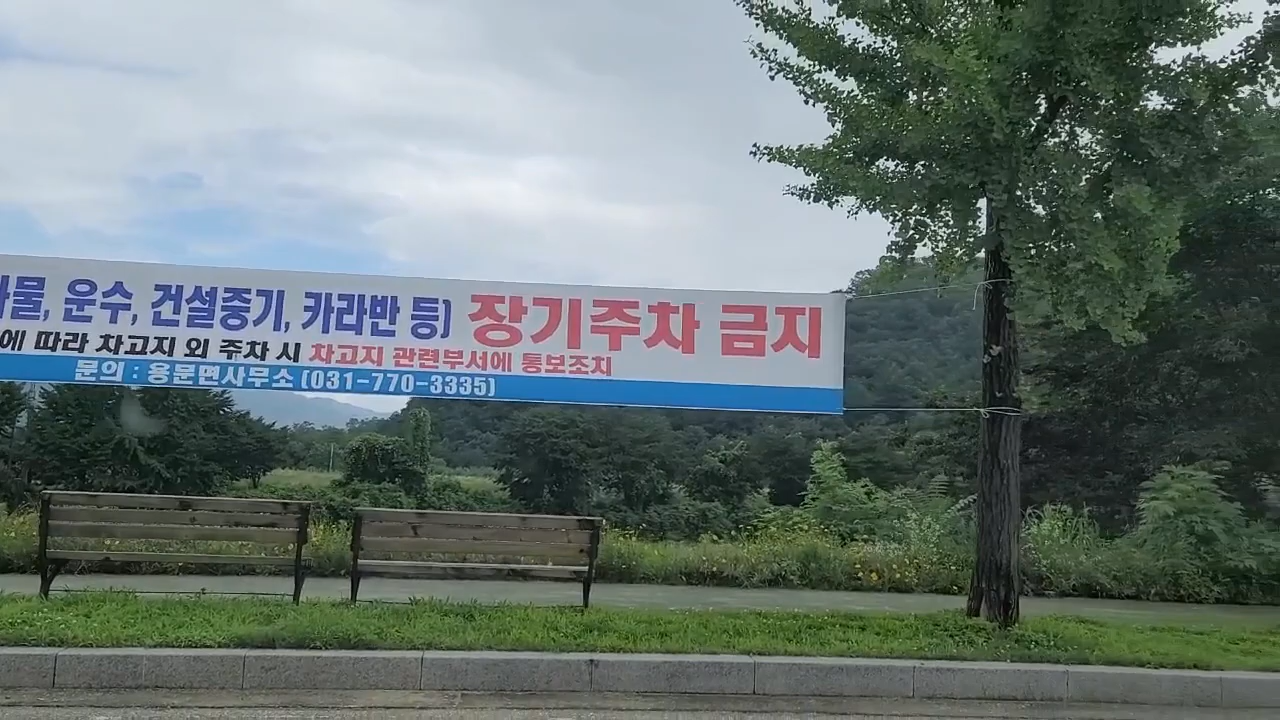 운수, 건설중기, 카라반 등) 장기주차 금지
에 따라 차고지 외 주차 시 차고지 관련부서에 통보조치
문의 : 용문면사무소 (031-770-3335)